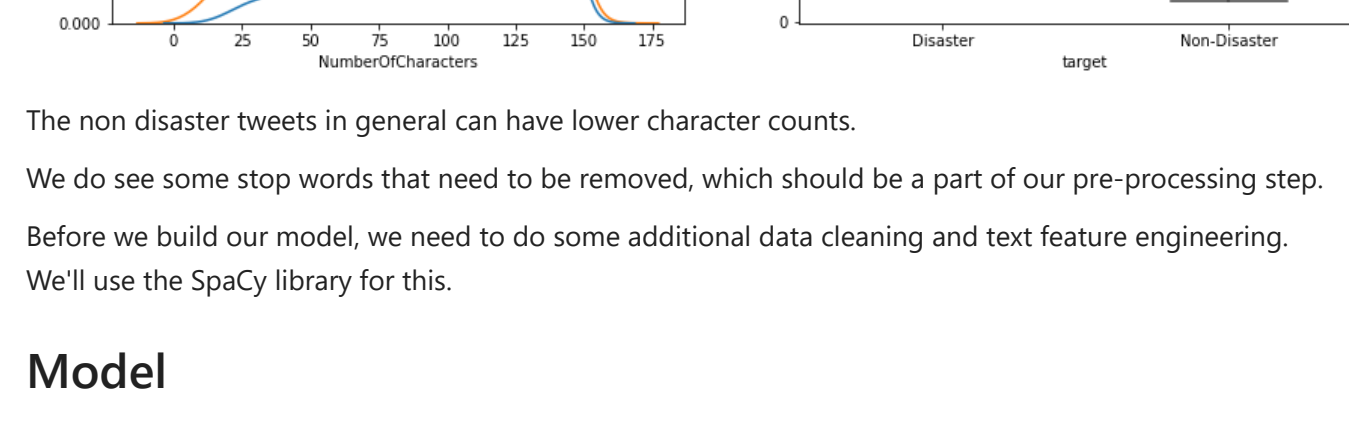 0.000
0 25 50 75 100 125 150 175
NumberOfCharacters
0
Disaster Non-Disaster
target
The non disaster tweets in general can have lower character counts.
We do see some stop words that need to be removed, which should be a part of our pre-processing step.
Before we build our model, we need to do some additional data cleaning and text feature engineering.
We'll use the SpaCy library for this.
Model